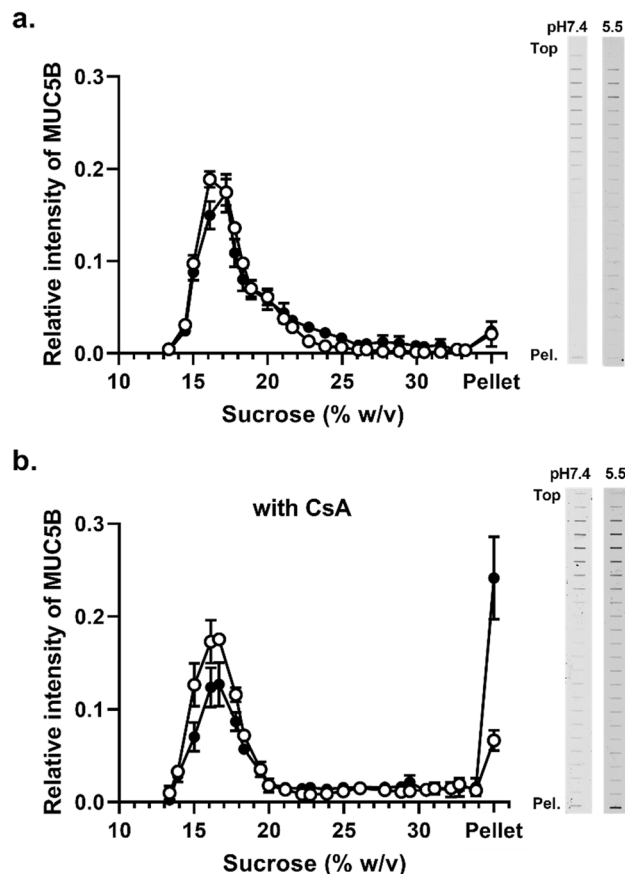 a.
pH7.4 5.5
Top
Pel.
Relative intensity of MUC5B
0.3
0.2
0.1
0.0
10 15 20 25 30 Pellet
Sucrose (% w/v)
b.
with CsA
pH7.4 5.5
Top
Pel.
Relative intensity of MUC5B
0.3
0.2
0.1
0.0
10 15 20 25 30 Pellet
Sucrose (% w/v)